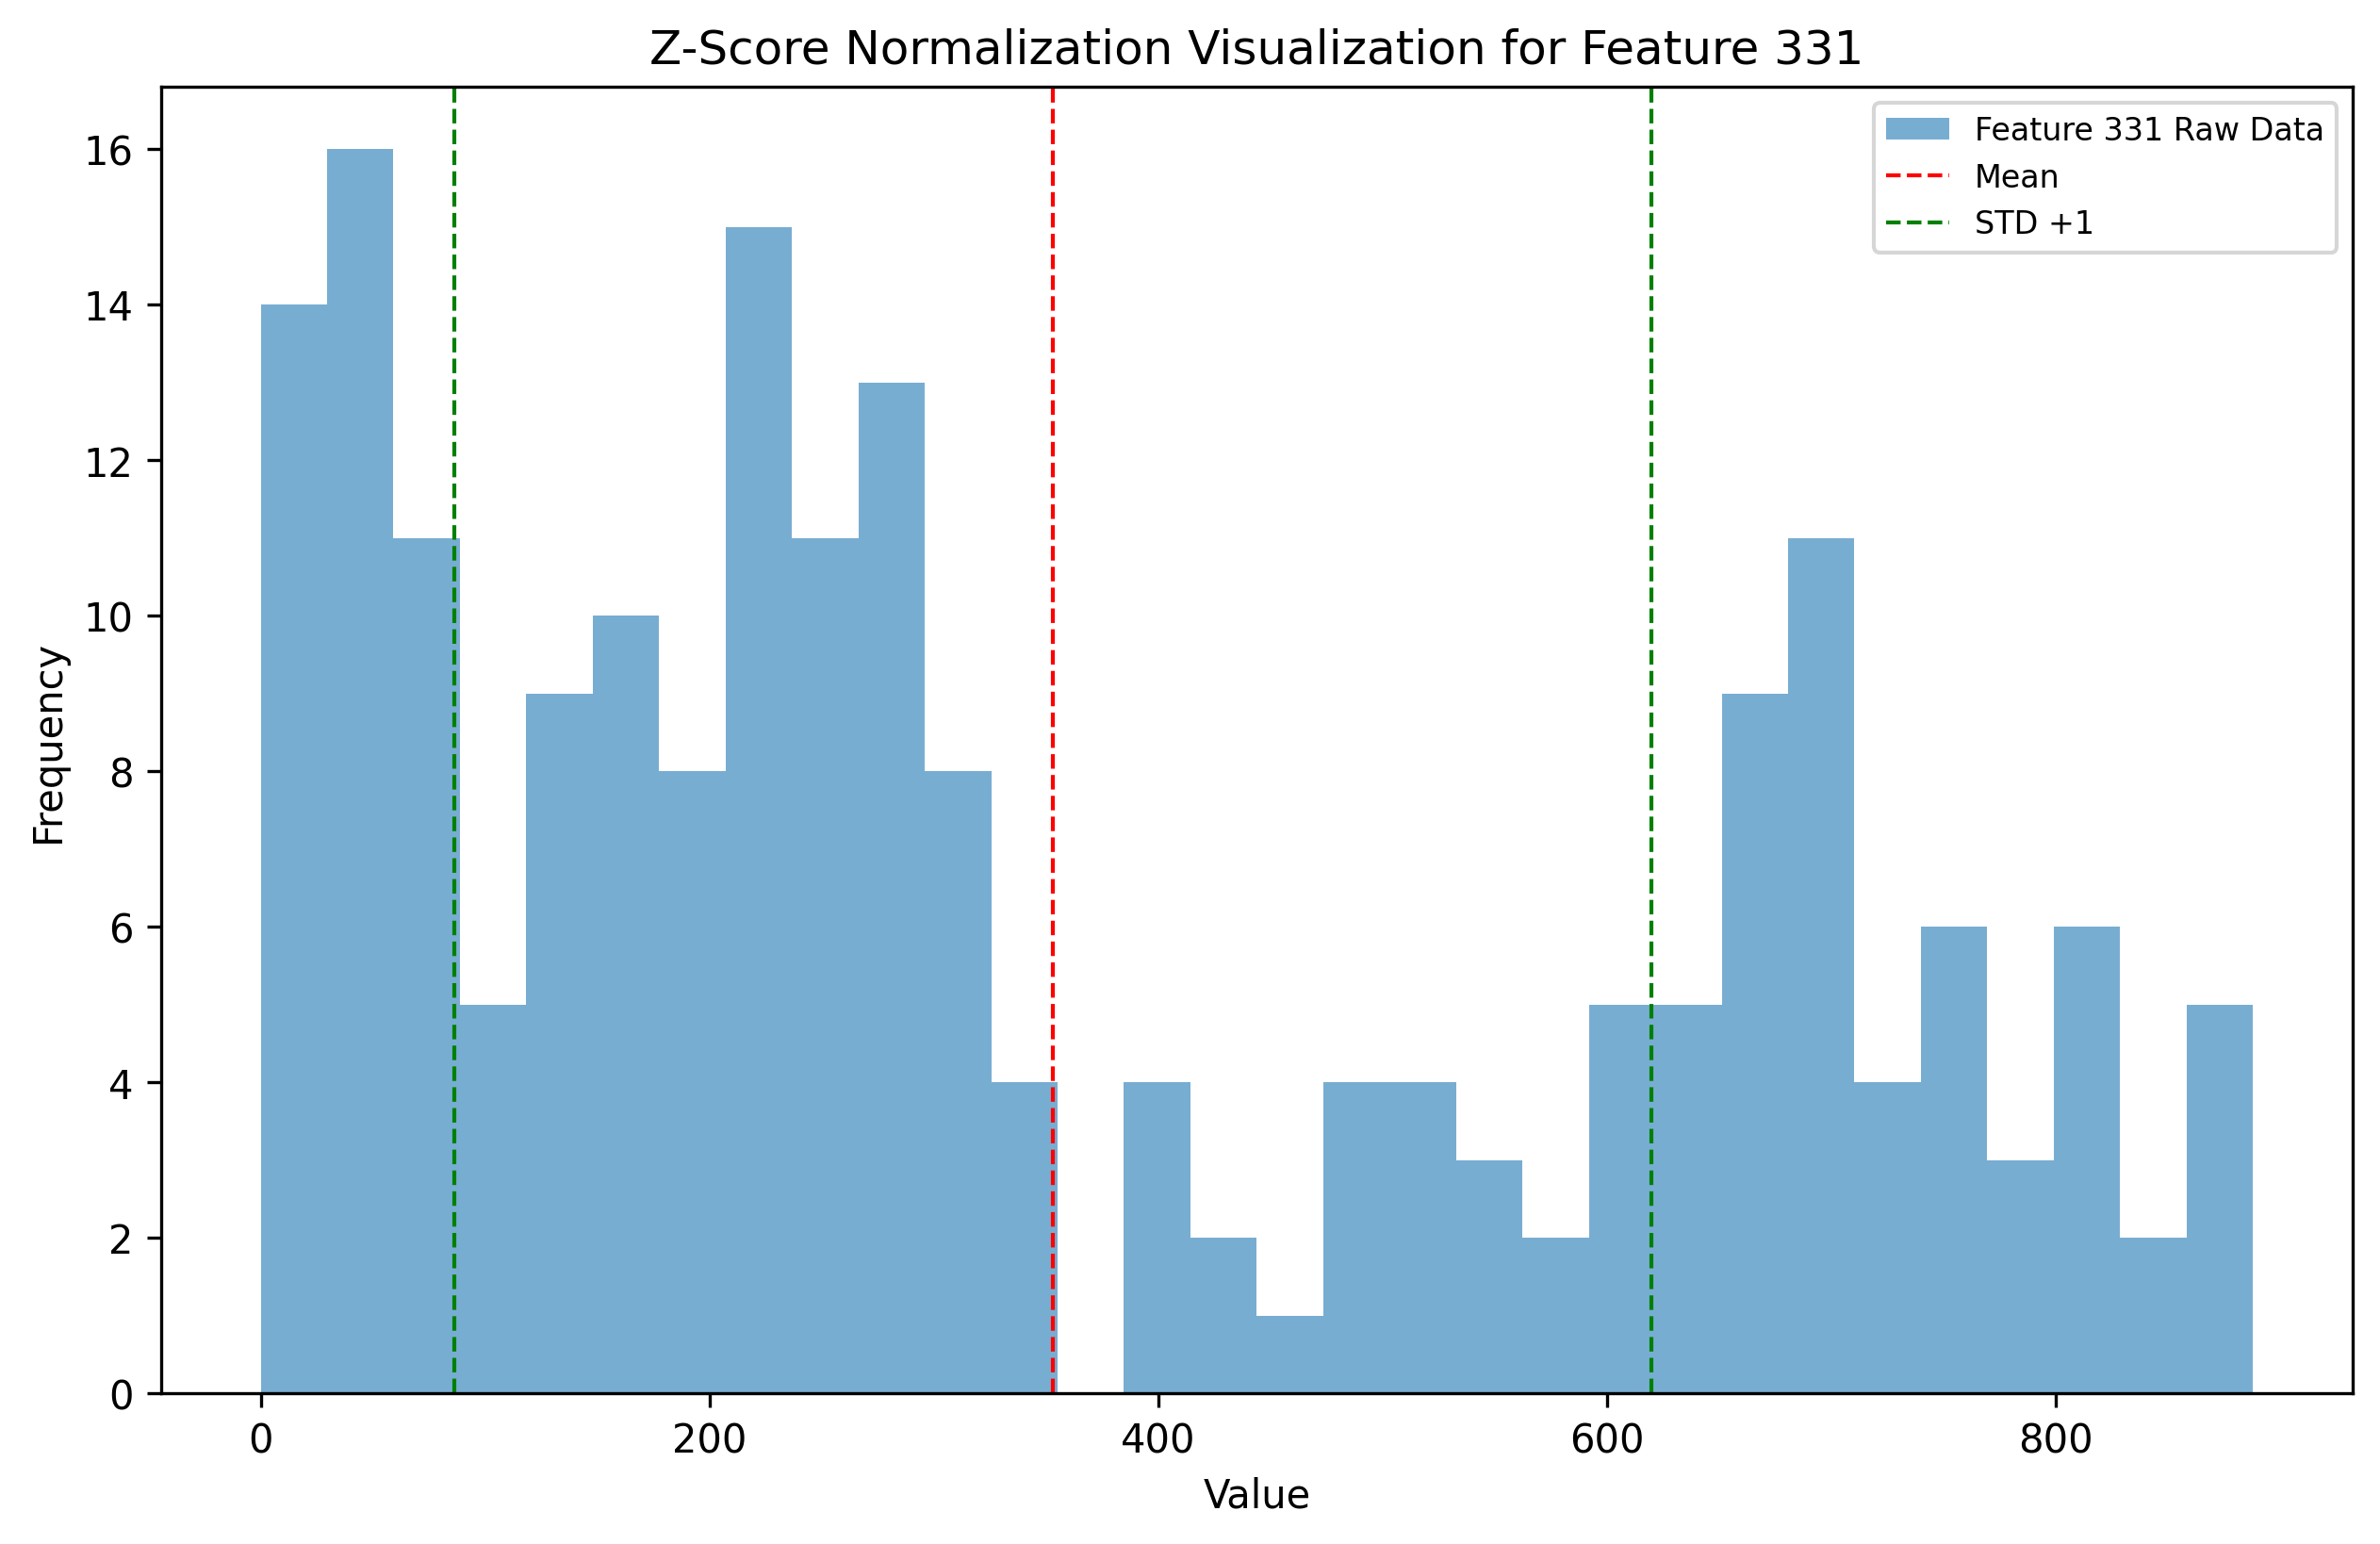 Z-Score Normalization Visualization for Feature 331
Feature 331 Raw Data
Mean
STD +1
16
14
12
10
8
6
4
2
0
Frequency
0 200 400 600 800
Value